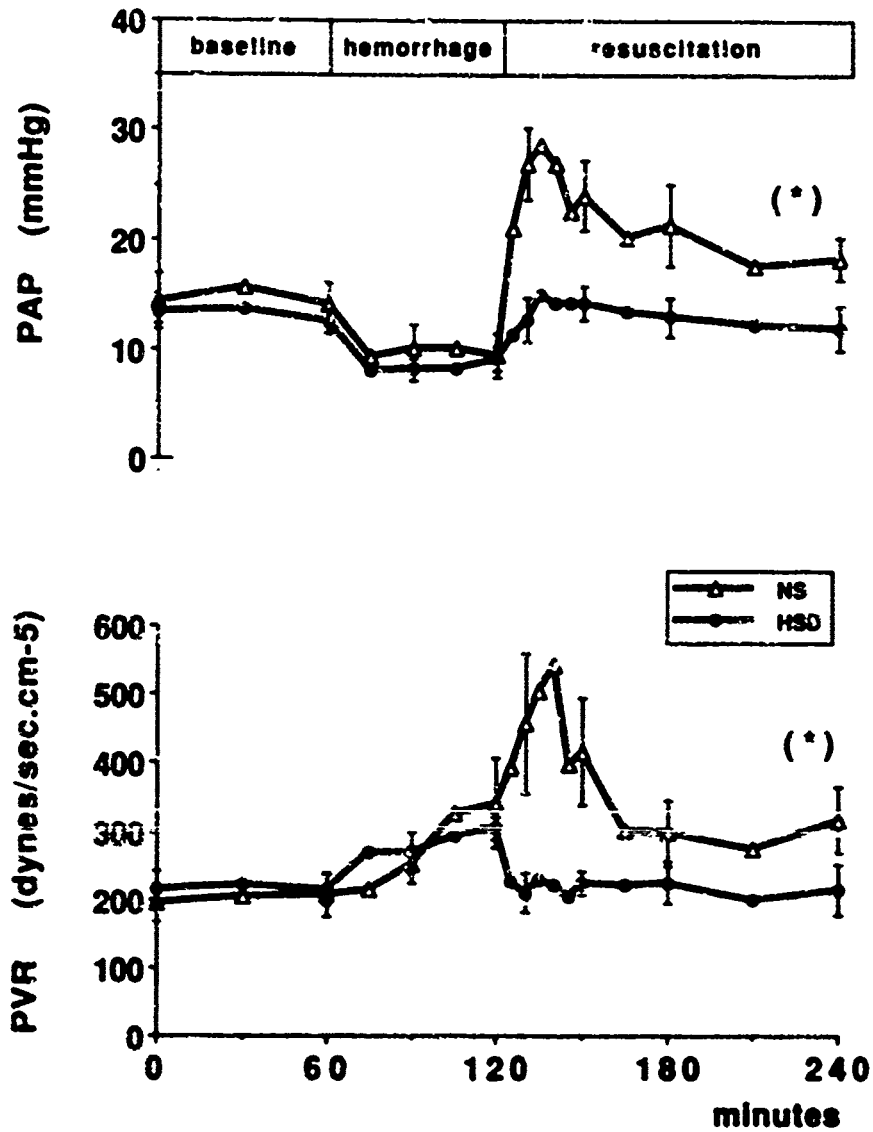 40
baseline hemorrhage resuscitation
30
20
10
0
PAP (mmHg)
(*)
NS
HSD
600
500
400
300
200
100
0
PVR (dynes/sec.cm-5)
(*)
0 60 120 180 240
minutes